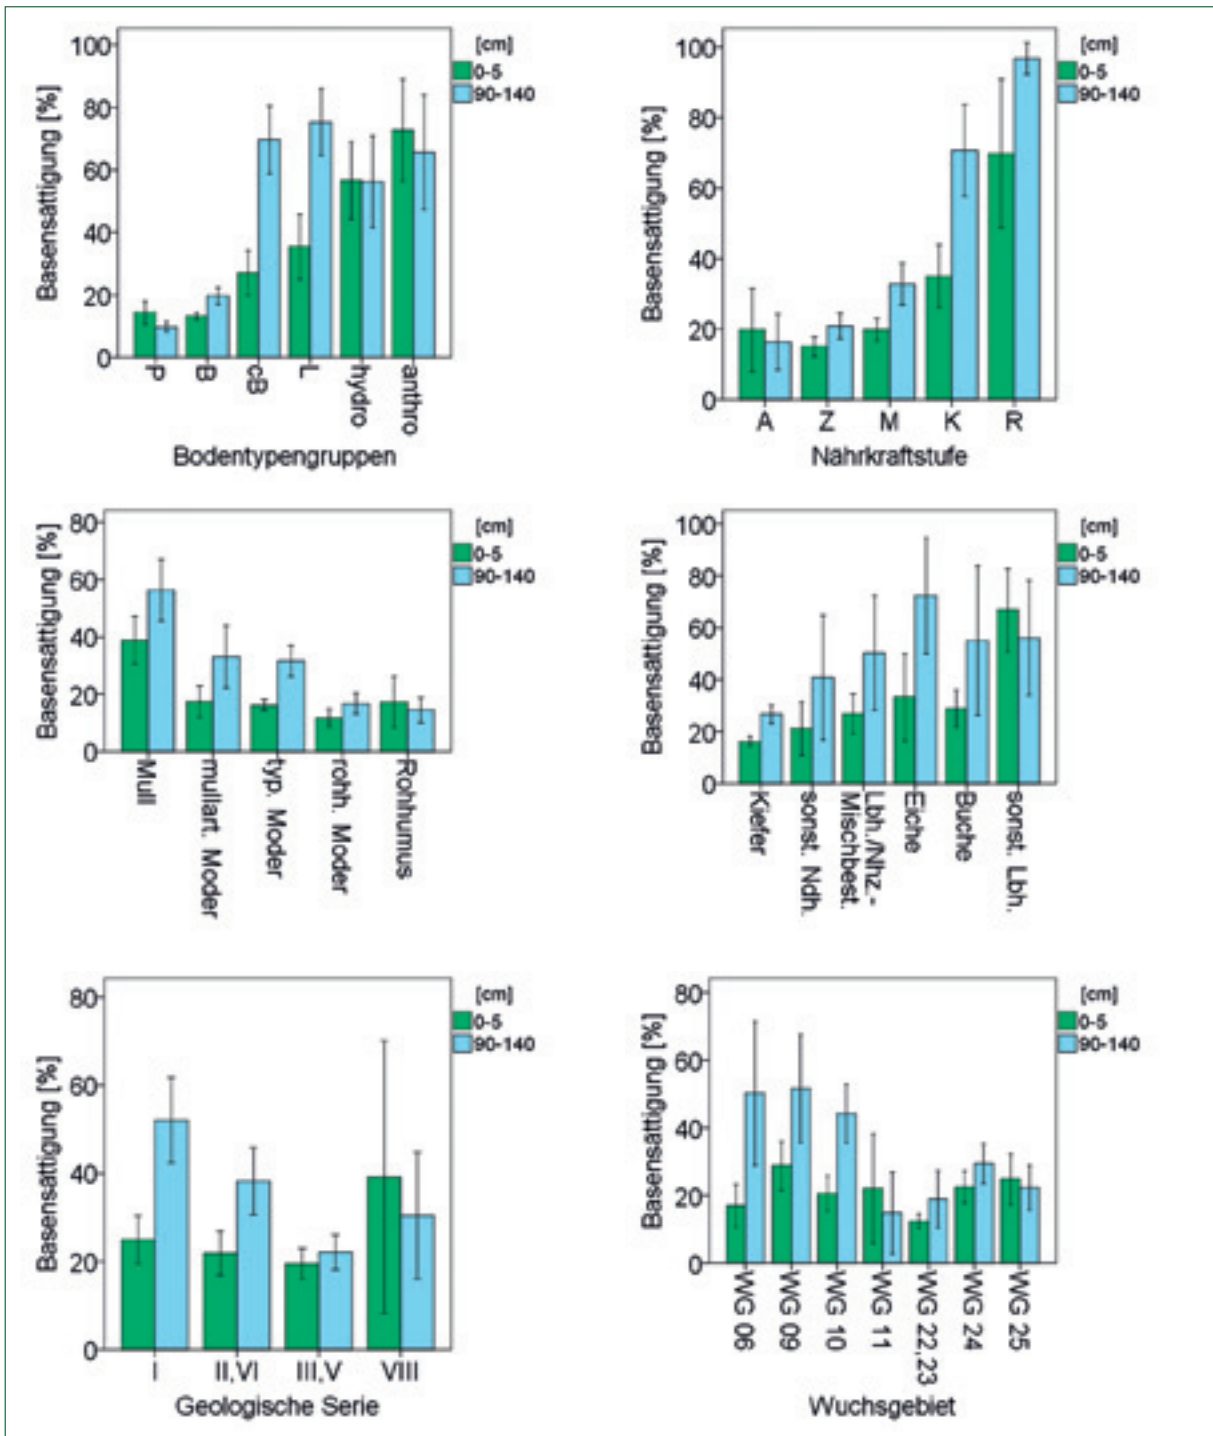 [cm]
0-5
90-140
Basensättigung [%]
100
80
60
40
20
0
P
B
cB
L
hydro
anthro
Bodentypengruppen
[cm]
0-5
90-140
Basensättigung [%]
100
80
60
40
20
0
A
Z
M
K
R
Nährkraftstufe
[cm]
0-5
90-140
Basensättigung [%]
80
60
40
20
0
Mull
mullart. Moder
typ. Moder
rohh. Moder
Rohhumus
[cm]
0-5
90-140
Basensättigung [%]
100
80
60
40
20
0
Kiefer
sonst. Ndh.
Lbh./Nhz.-
Mischbest.
Eiche
Buche
sonst. Lbh.
[cm]
0-5
90-140
Basensättigung [%]
80
60
40
20
0
I
II,VI
III,V
VIII
Geologische Serie
[cm]
0-5
90-140
Basensättigung [%]
80
60
40
20
0
WG 06
WG 09
WG 10
WG 11
WG 22,23
WG 24
WG 25
Wuchsgebiet